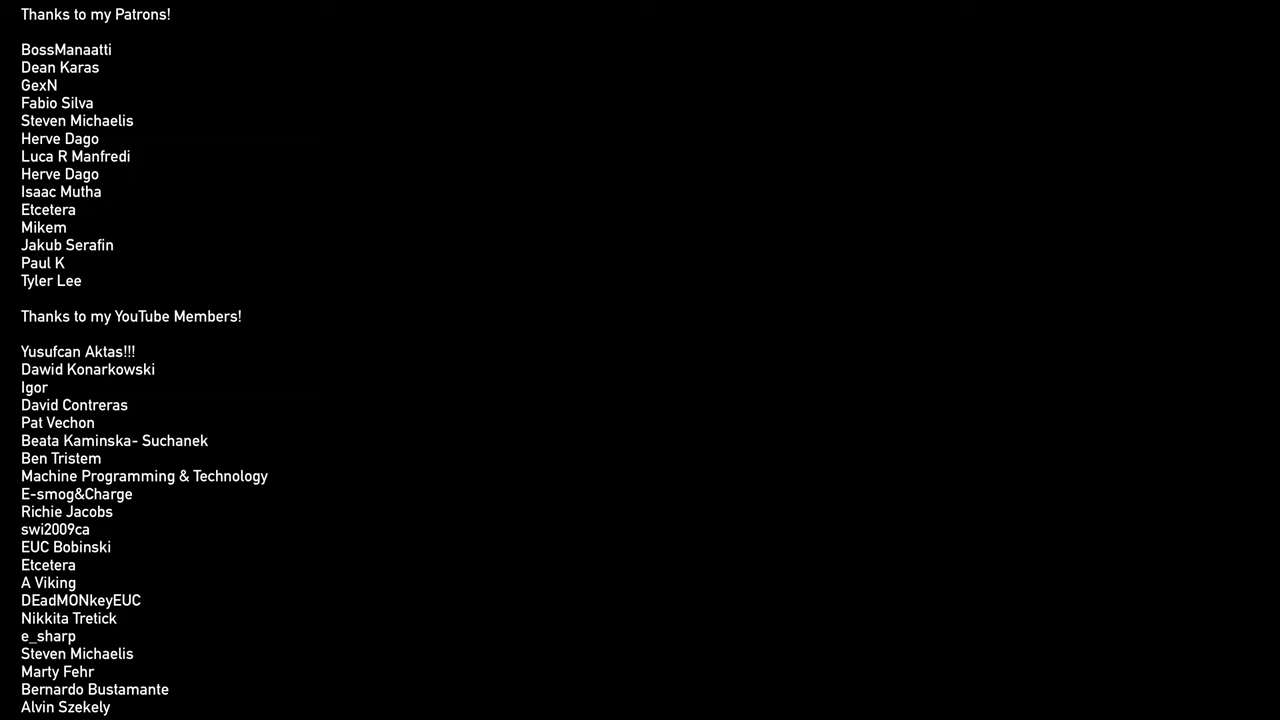 Thanks to my Patrons!
BossManaatti
Dean Karas
GexN
Fabio Silva
Steven Michaelis
Herve Dago
Luca R Manfredi
Herve Dago
Isaac Mutha
Etcetera
Mikem
Jakub Serafin
Paul K
Tyler Lee
Thanks to my YouTube Members!
Yusufcan Aktas!!!
Dawid Konarkowski
Igor
David Contreras
Pat Vechon
Beata Kaminska- Suchanek
Ben Tristem
Machine Programming & Technology
E-smog&Charge
Richie Jacobs
swi2009ca
EUC Bobinski
Etcetera
A Viking
DEadMONkeyEUC
Nikkita Tretick
e_sharp
Steven Michaelis
Marty Fehr
Bernardo Bustamante
Alvin Szekely